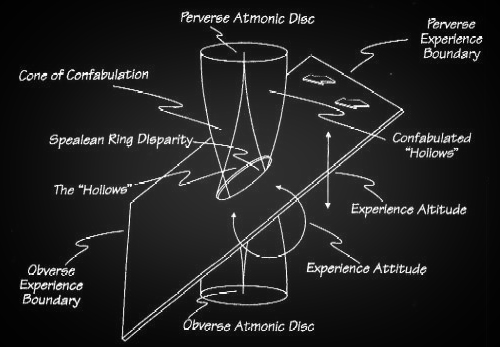 Perverse Atmonic Disc
Perverse
Experience
Boundary
Cone of Confabulation
Spealean Ring Disparity
Confabulated
"Hollows"
The "Hollows"
Experience Altitude
Obverse
Experience
Boundary
Experience Attitude
Obverse Atmonic Disc